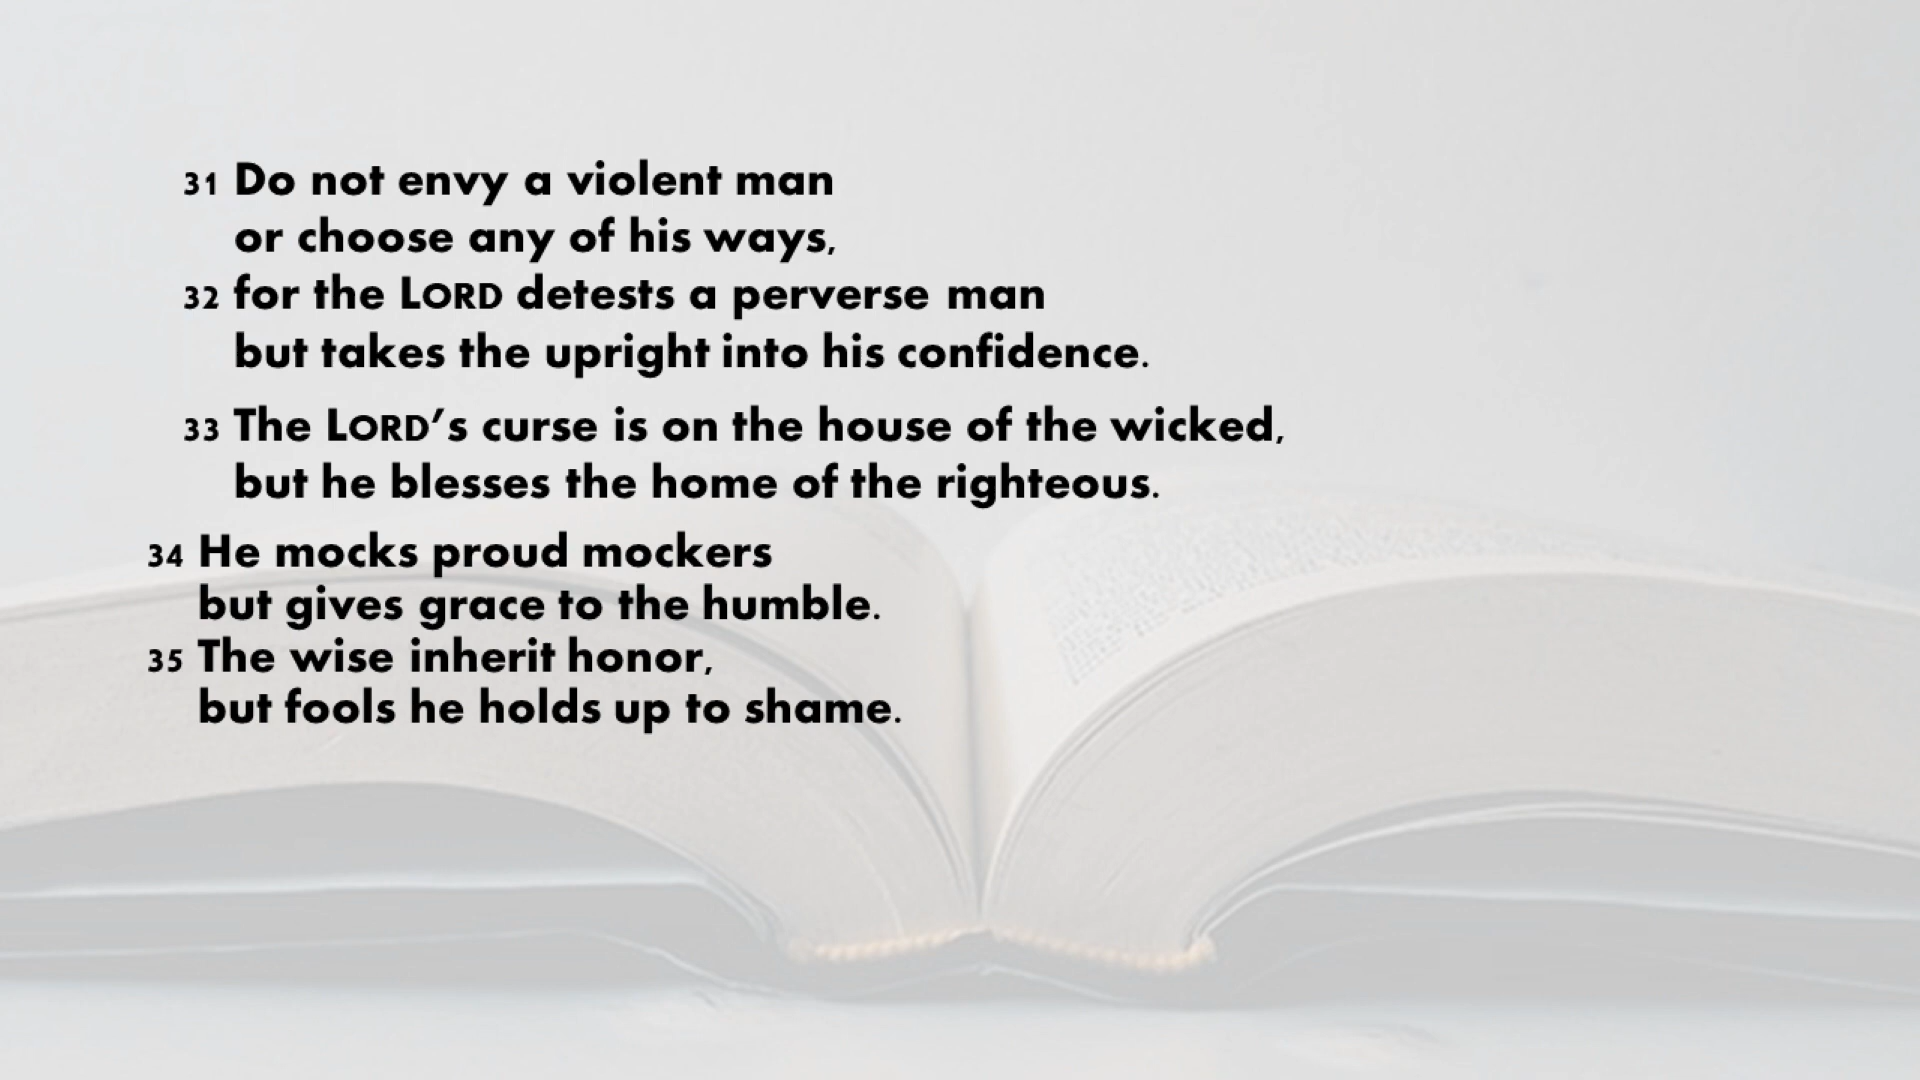 31 Do not envy a violent man
or choose any of his ways,
32 for the LORD detests a perverse man
but takes the upright into his confidence.
33 The LORD’s curse is on the house of the wicked,
but he blesses the home of the righteous.
34 He mocks proud mockers
but gives grace to the humble.
35 The wise inherit honor,
but fools he holds up to shame.